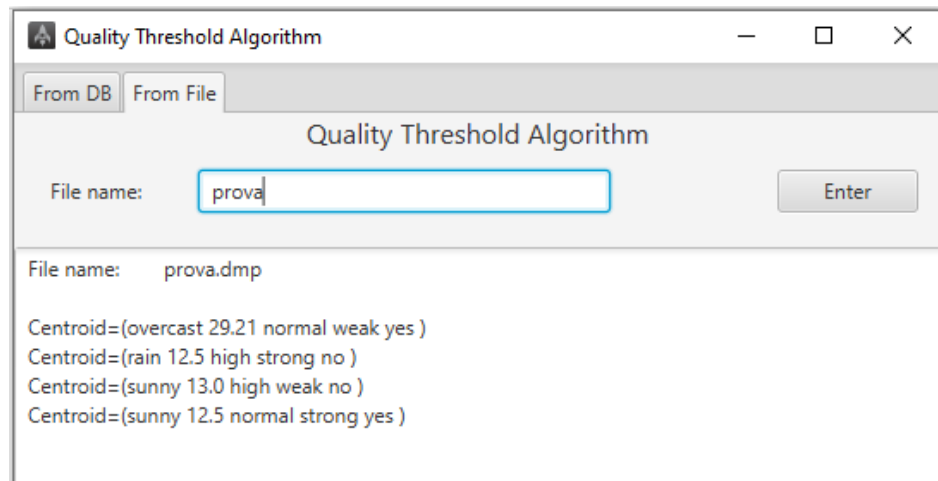 Quality Threshold Algorithm
From DB From File
Quality Threshold Algorithm
File name: prova Enter
File name: prova.dmp
Centroid=(overcast 29.21 normal weak yes )
Centroid=(rain 12.5 high strong no )
Centroid=(sunny 13.0 high weak no )
Centroid=(sunny 12.5 normal strong yes )